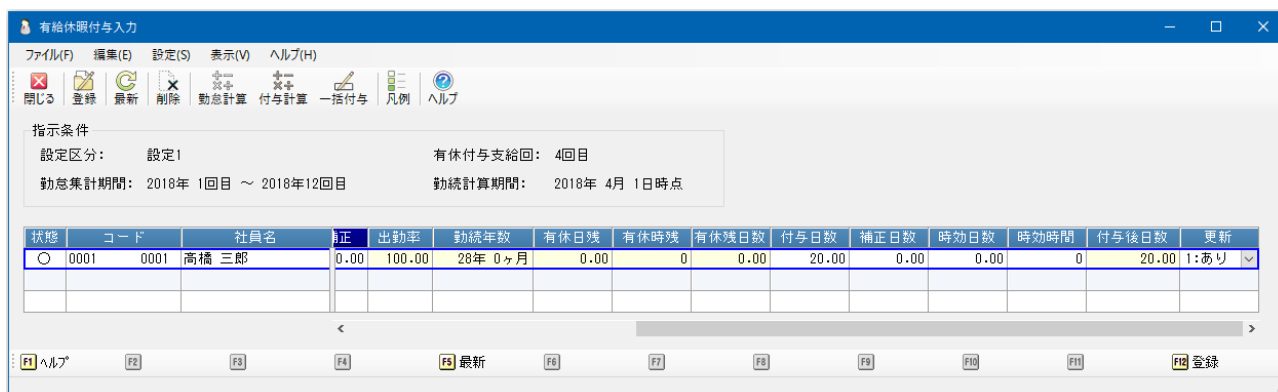 有給休暇付与入力
ファイル(F) 編集(E) 設定(S) 表示(V) ヘルプ(H)
閉じる 登録 最新 削除 勤怠計算 付与計算 一括付与 凡例 ヘルプ
指示条件
設定区分: 設定1 有休付与支給回: 4回目
勤怠集計期間: 2018年 1回目 ～ 2018年12回目 勤続計算期間: 2018年 4月 1日時点
状態 コード 社員名 正 出勤率 勤続年数 有休日残 有休時残 有休残日数 付与日数 補正日数 時効日数 時効時間 付与後日数 更新
○ 0001 0001 高橋 三郎 0.00 100.00 28年 0ヶ月 0.00 0 0.00 20.00 0.00 0.00 0 20.00 1:あり
F1 ヘルプ F2 F3 F4 F5 最新 F6 F7 F8 F9 F10 F11 F12 登録